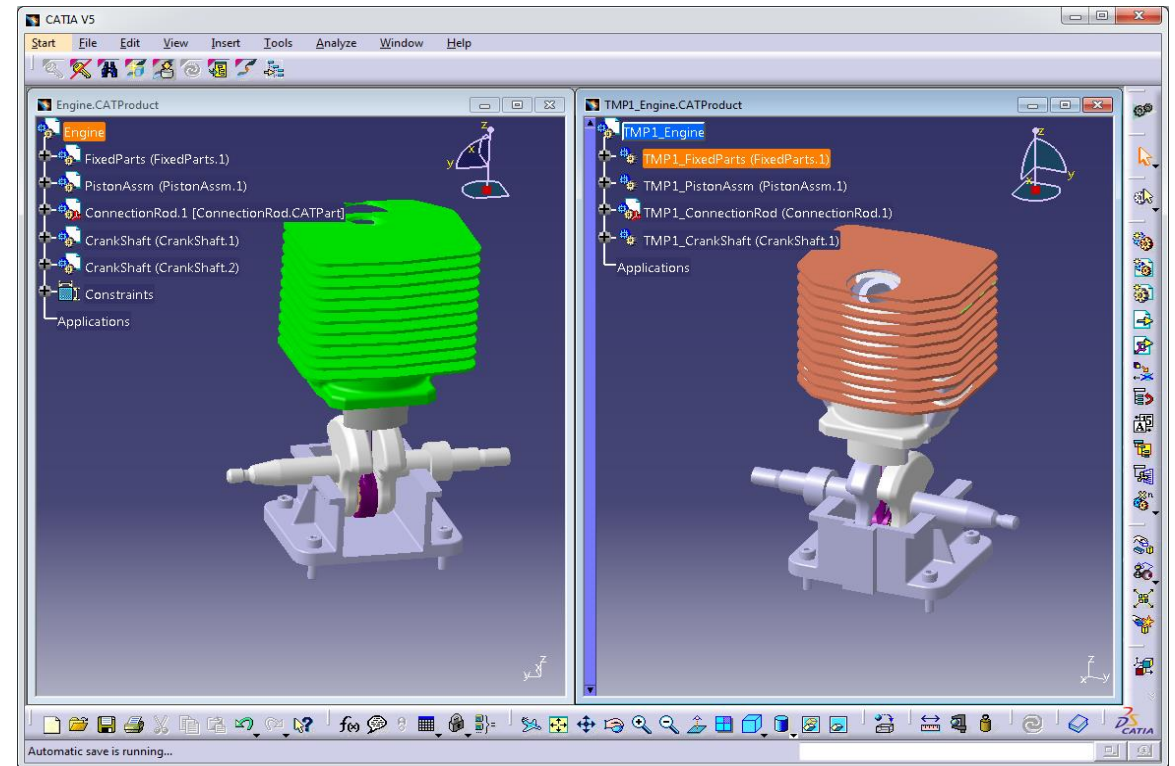 CATIA V5
Start File Edit View Insert Tools Analyze Window Help
Engine.CATProduct
Engine
FixedParts (FixedParts.1)
PistonAssm (PistonAssm.1)
ConnectionRod.1 [ConnectionRod.CATPart]
CrankShaft (CrankShaft.1)
CrankShaft (CrankShaft.2)
Constraints
Applications
z
x
y
z
y x
TMP1_Engine.CATProduct
TMP1_Engine
TMP1_FixedParts (FixedParts.1)
TMP1_PistonAssm (PistonAssm.1)
TMP1_ConnectionRod (ConnectionRod.1)
TMP1_CrankShaft (CrankShaft.1)
Applications
z
x
y
z
x y
f(x)
CATIA
Automatic save is running...